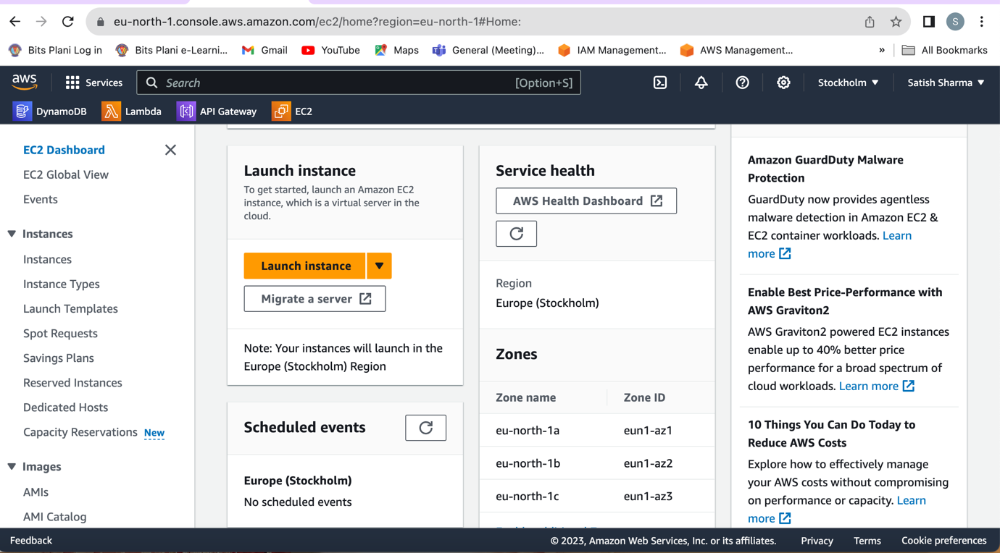 eu-north-1.console.aws.amazon.com/ec2/home?region=eu-north-1#Home:
S
Bits Plani Log in
Bits Plani e-Learni...
Gmail
YouTube
Maps
General (Meeting)...
IAM Management...
AWS Management...
»
All Bookmarks
aws
Services
Search
[Option+S]
Stockholm
Satish Sharma
DynamoDB
Lambda
API Gateway
EC2
EC2 Dashboard
EC2 Global View
Events
Instances
Instances
Instance Types
Launch Templates
Spot Requests
Savings Plans
Reserved Instances
Dedicated Hosts
Capacity Reservations New
Images
AMIs
AMI Catalog
Launch instance
To get started, launch an Amazon EC2
instance, which is a virtual server in the
cloud.
Launch instance
Migrate a server
Note: Your instances will launch in the
Europe (Stockholm) Region
Scheduled events
Europe (Stockholm)
No scheduled events
Service health
AWS Health Dashboard
Region
Europe (Stockholm)
Zones
Zone name Zone ID
eu-north-1a eun1-az1
eu-north-1b eun1-az2
eu-north-1c eun1-az3
Amazon GuardDuty Malware
Protection
GuardDuty now provides agentless
malware detection in Amazon EC2 &
EC2 container workloads. Learn
more
Enable Best Price-Performance with
AWS Graviton2
AWS Graviton2 powered EC2 instances
enable up to 40% better price
performance for a broad spectrum of
cloud workloads. Learn more
10 Things You Can Do Today to
Reduce AWS Costs
Explore how to effectively manage
your AWS costs without compromising
on performance or capacity. Learn
more
Feedback
© 2023, Amazon Web Services, Inc. or its affiliates.
Privacy
Terms
Cookie preferences